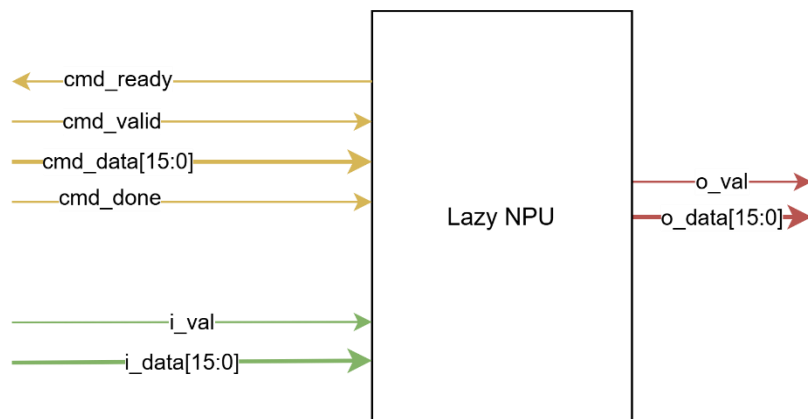 cmd_ready
cmd_valid
cmd_data[15:0]
cmd_done
i_val
i_data[15:0]
Lazy NPU
o_val
o_data[15:0]